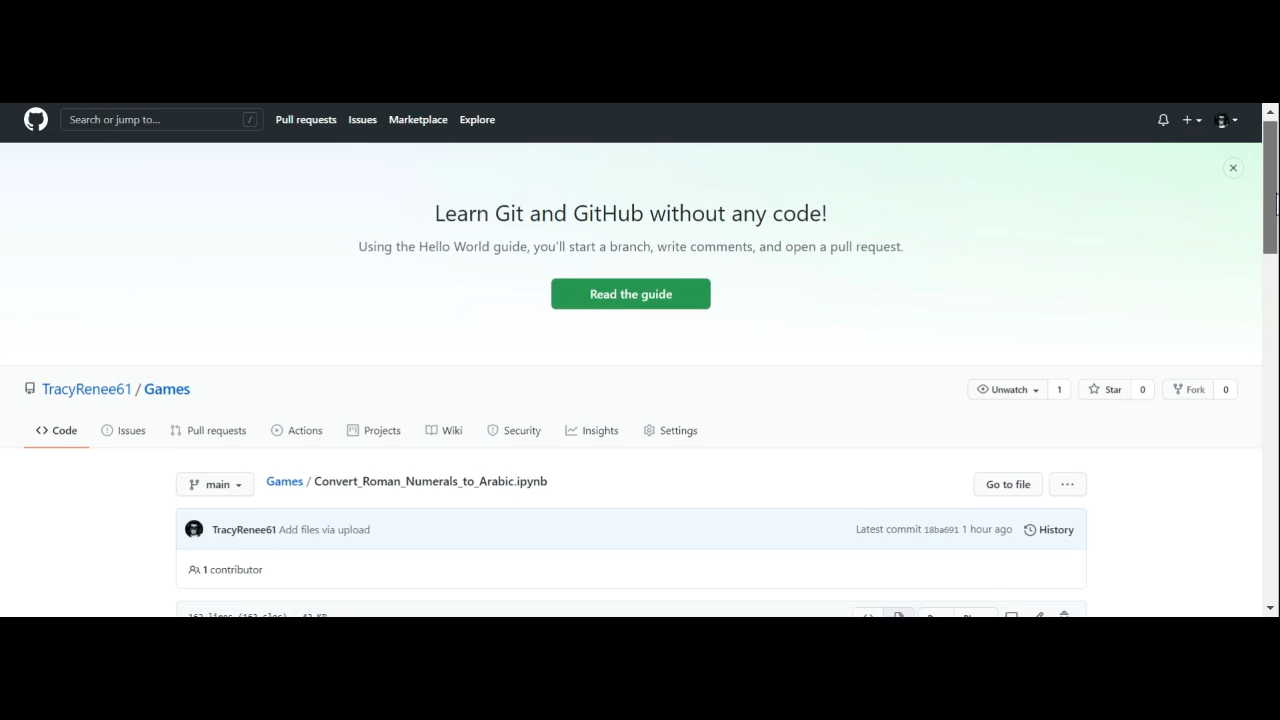 Search or jump to... /
Pull requests Issues Marketplace Explore
Learn Git and GitHub without any code!
Using the Hello World guide, you'll start a branch, write comments, and open a pull request.
Read the guide
TracyRenee61 / Games
Unwatch 1 Star 0 Fork 0
Code Issues Pull requests Actions Projects Wiki Security Insights Settings
main Games / Convert_Roman_Numerals_to_Arabic.ipynb Go to file
TracyRenee61 Add files via upload Latest commit 18ba691 1 hour ago History
1 contributor